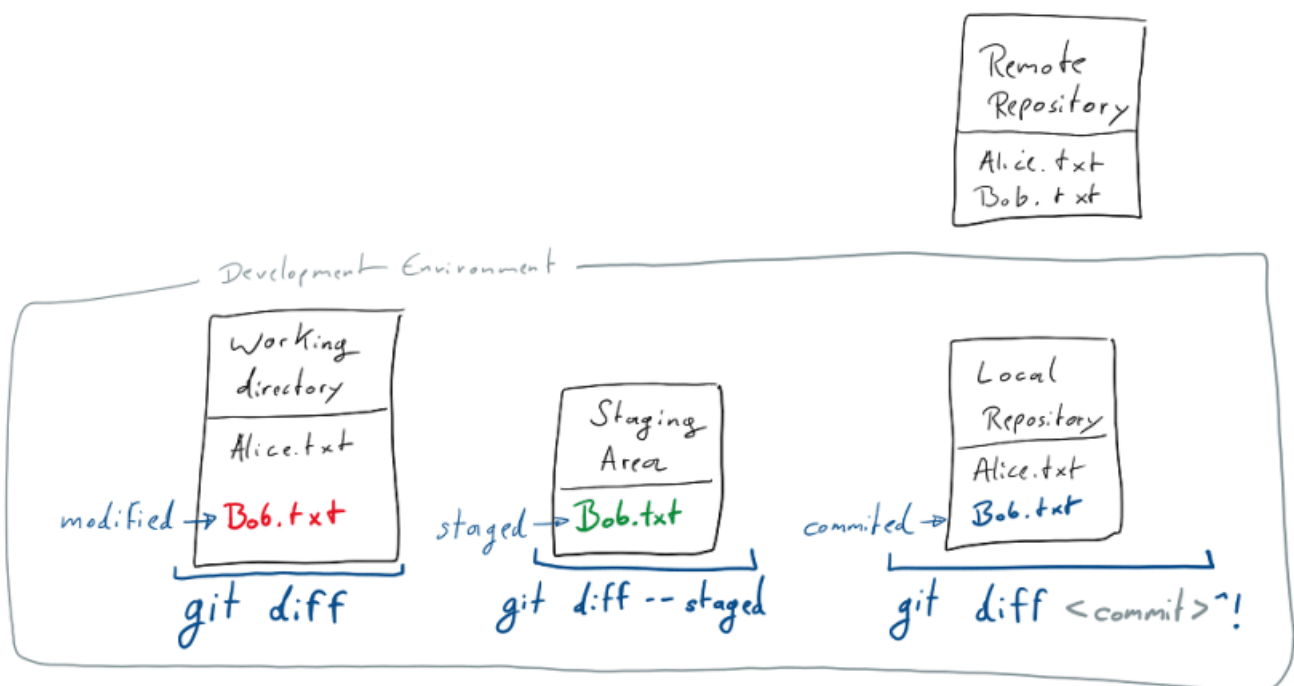 Remote
Repository
Alice.txt
Bob.txt
Development Environment
Working
directory
Alice.txt
modified → Bob.txt
git diff
Staging
Area
staged → Bob.txt
git diff --staged
Local
Repository
Alice.txt
commited → Bob.txt
git diff <commit>^!